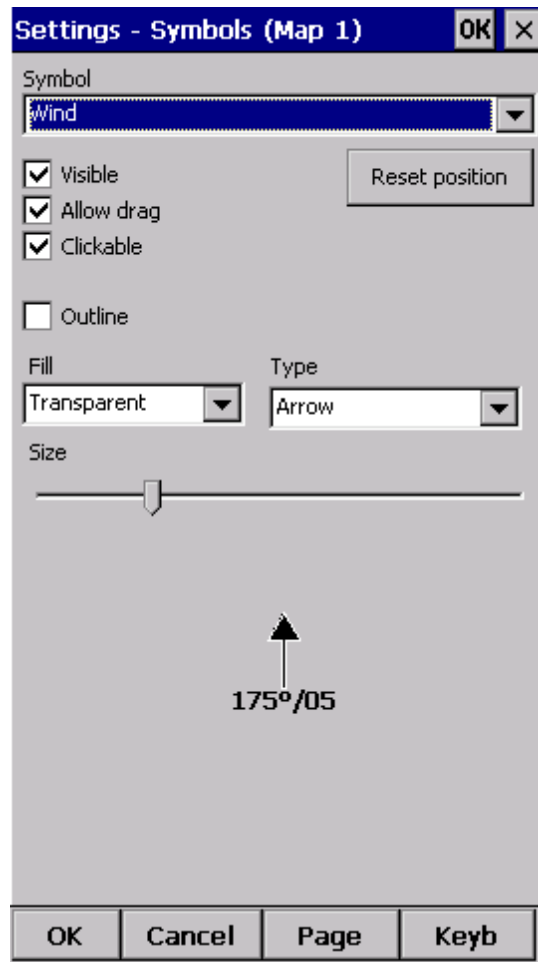 Settings - Symbols (Map 1) OK
Symbol
Wind
Visible
Reset position
Allow drag
Clickable
Outline
Fill Type
Transparent Arrow
Size
175º/05
OK Cancel Page Keyb